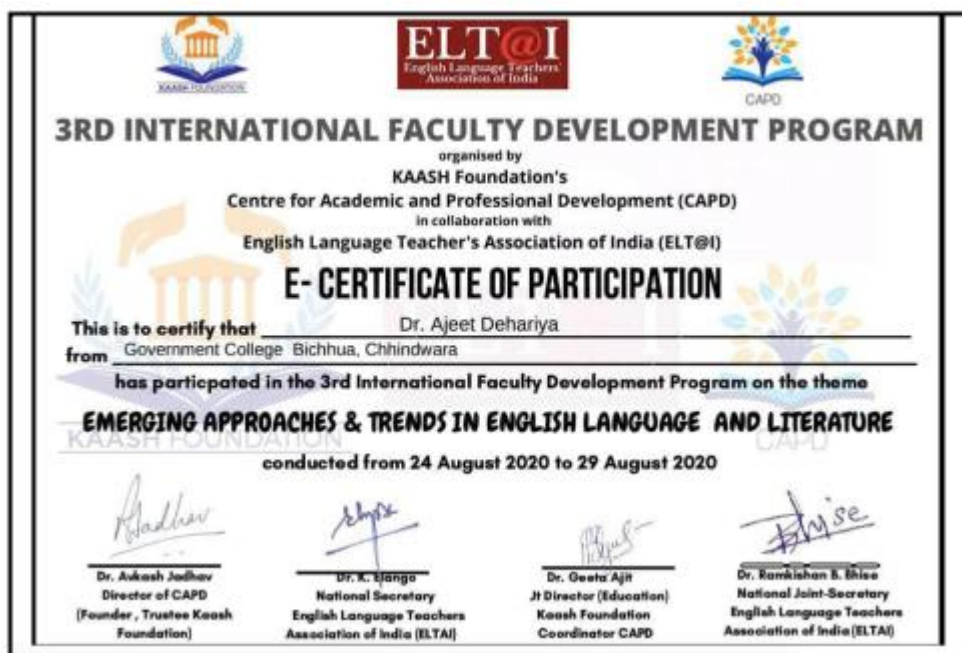 KAASH FOUNDATION
ELT@I
English Language Teachers'
Association of India
CAPD
3RD INTERNATIONAL FACULTY DEVELOPMENT PROGRAM
organised by
KAASH Foundation's
Centre for Academic and Professional Development (CAPD)
in collaboration with
English Language Teacher's Association of India (ELT@I)
E- CERTIFICATE OF PARTICIPATION
This is to certify that Dr. Ajeet Dehariya
from Government College Bichhua, Chhindwara
has particpated in the 3rd International Faculty Development Program on the theme
EMERGING APPROACHES & TRENDS IN ENGLISH LANGUAGE AND LITERATURE
KAASH FOUNDATION
CAPD
conducted from 24 August 2020 to 29 August 2020
Dr. Avkash Jadhav
Director of CAPD
(Founder , Trustee Kaash
Foundation)
Dr. K. Elango
National Secretary
English Language Teachers
Association of India (ELTAI)
Dr. Geeta Ajit
Jt Director (Education)
Kaash Foundation
Coordinator CAPD
Bhise
Dr. Ramkishan B. Bhise
National Joint-Secretary
English Language Teachers
Association of India (ELTAI)